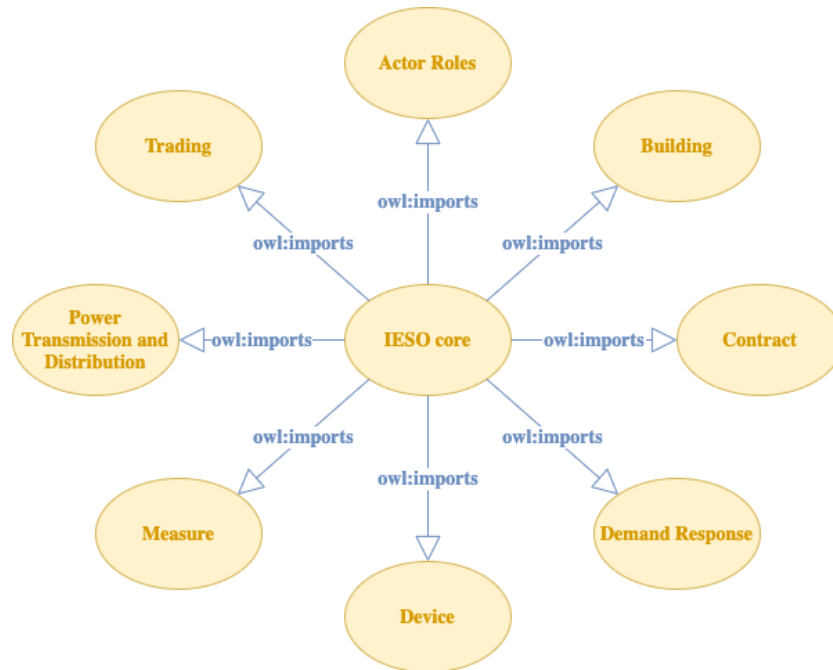 Actor Roles
Trading
Building
owl:imports
owl:imports
owl:imports
Power
Transmission and
Distribution
owl:imports
IESO core
owl:imports
Contract
owl:imports
owl:imports
owl:imports
Measure
Demand Response
Device